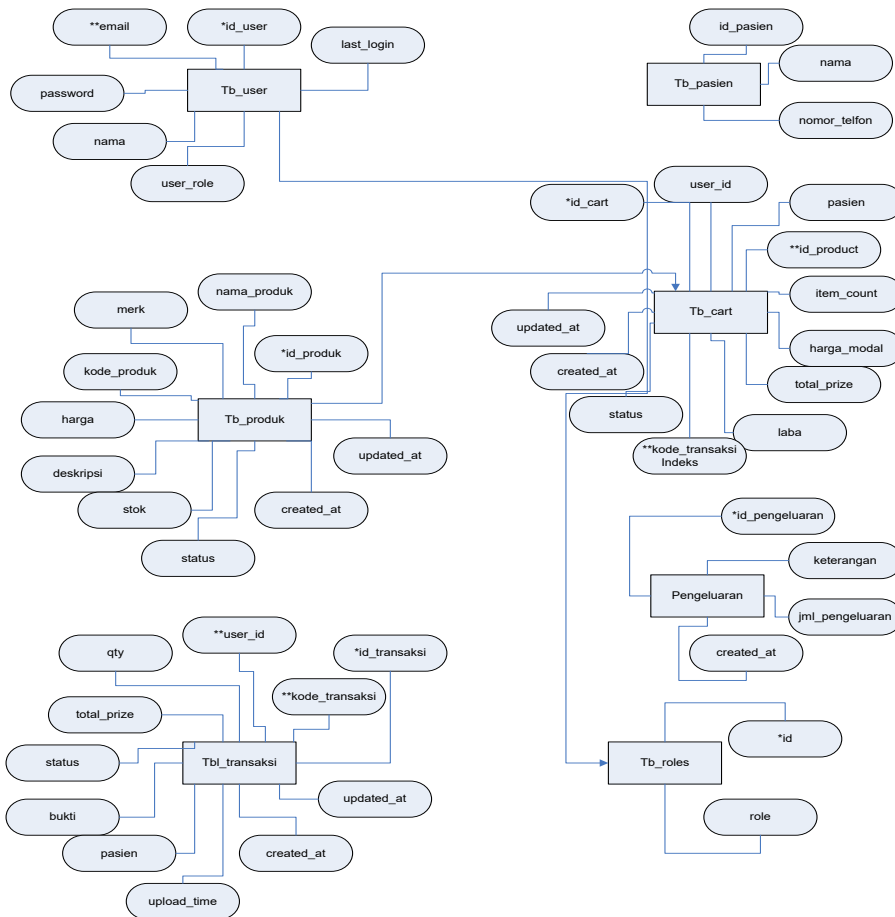 **email
*id_user
last_login
Tb_user
password
nama
user_role
id_pasien
nama
Tb_pasien
nomor_telfon
user_id
*id_cart
pasien
**id_product
item_count
Tb_cart
updated_at
harga_modal
created_at
total_prize
status
laba
**kode_transaksi
Indeks
nama_produk
merk
*id_produk
kode_produk
Tb_produk
harga
updated_at
deskripsi
stok
created_at
status
*id_pengeluaran
keterangan
Pengeluaran
jml_pengeluaran
created_at
**user_id
qty
*id_transaksi
**kode_transaksi
total_prize
status
Tbl_transaksi
updated_at
bukti
pasien
created_at
upload_time
*id
Tb_roles
role